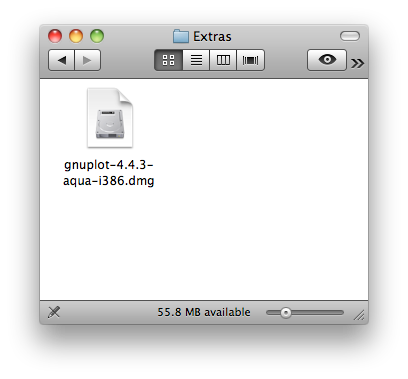 Extras
gnuplot-4.4.3-
aqua-i386.dmg
55.8 MB available